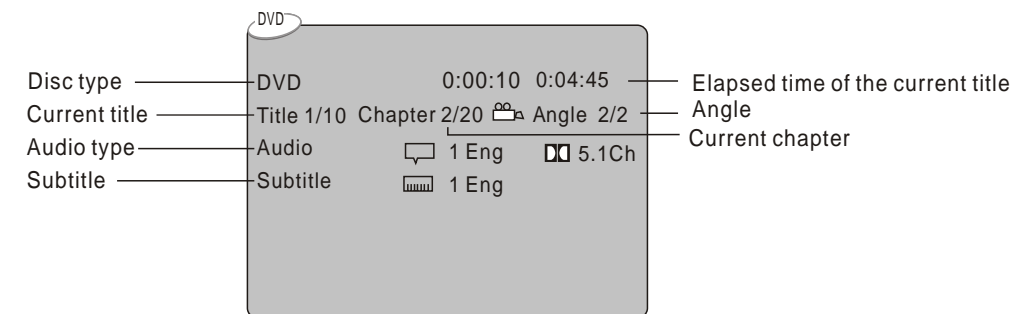 DVD
Disc type DVD 0:00:10 0:04:45 Elapsed time of the current title
Current title Title 1/10 Chapter 2/20 Angle 2/2 Angle
Current chapter
Audio type Audio 1 Eng 5.1Ch
Subtitle Subtitle 1 Eng